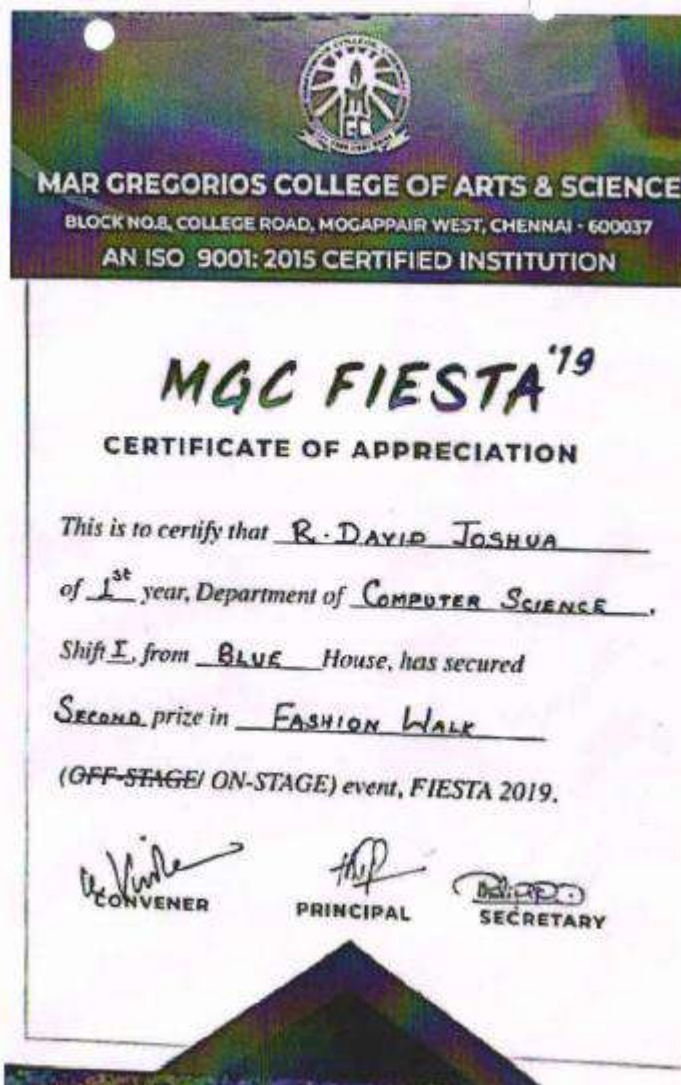 MGC
MAR GREGORIOS COLLEGE OF ARTS & SCIENCE
BLOCK NO.8, COLLEGE ROAD, MOGAPPAIR WEST, CHENNAI - 600037
AN ISO 9001: 2015 CERTIFIED INSTITUTION
MGC FIESTA '19
CERTIFICATE OF APPRECIATION
This is to certify that R. DAVID JOSHUA
of 1st year, Department of COMPUTER SCIENCE.
Shift I, from BLUE House, has secured
SECOND prize in FASHION WALK
(OFF-STAGE/ ON-STAGE) event, FIESTA 2019.
CONVENER
PRINCIPAL
SECRETARY